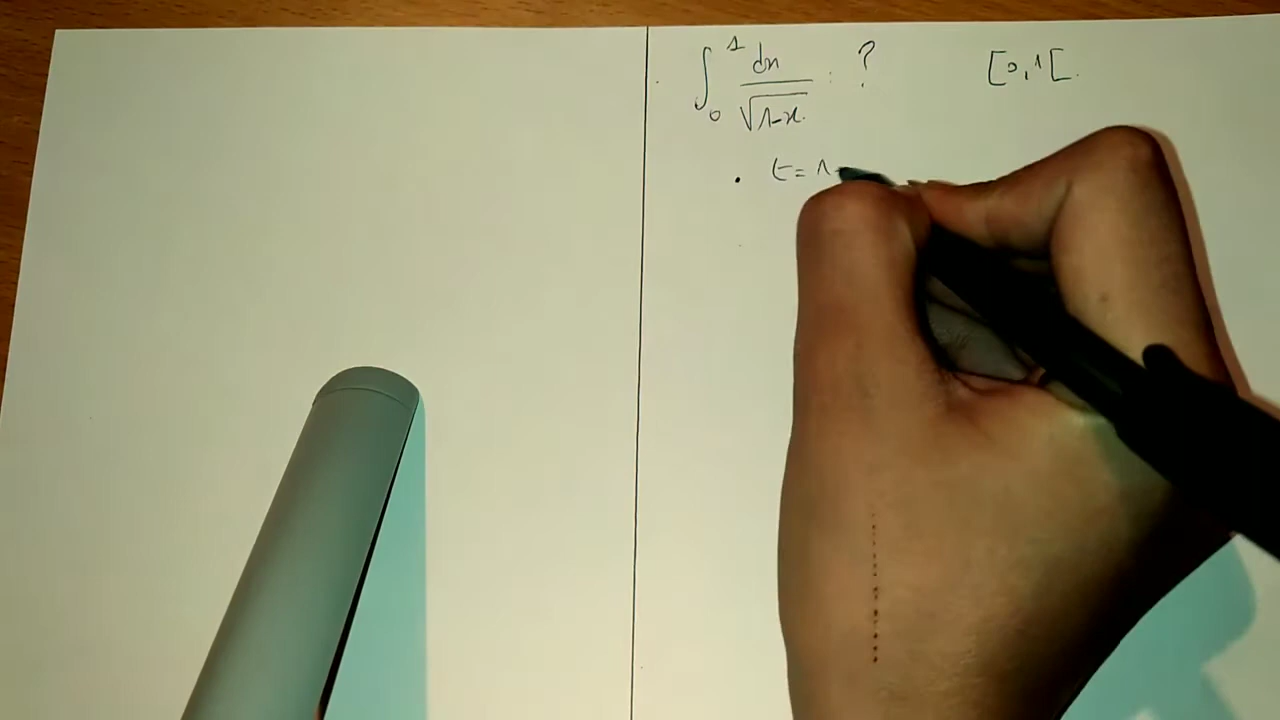 ∫₀¹ dx/√(1-x) : ? [0,1[.
• t = 1-